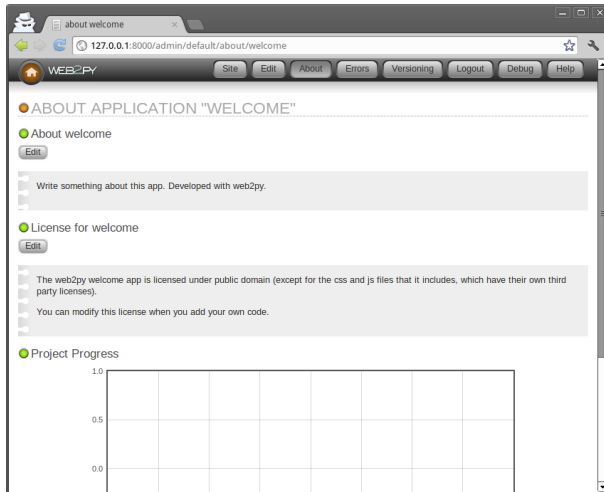 about welcome
127.0.0.1:8000/admin/default/about/welcome
WEB2PY
Site Edit About Errors Versioning Logout Debug Help
ABOUT APPLICATION "WELCOME"
About welcome
Edit
Write something about this app. Developed with web2py.
License for welcome
Edit
The web2py welcome app is licensed under public domain (except for the css and js files that it includes, which have their own third
party licenses).
You can modify this license when you add your own code.
Project Progress
1.0
0.5
0.0